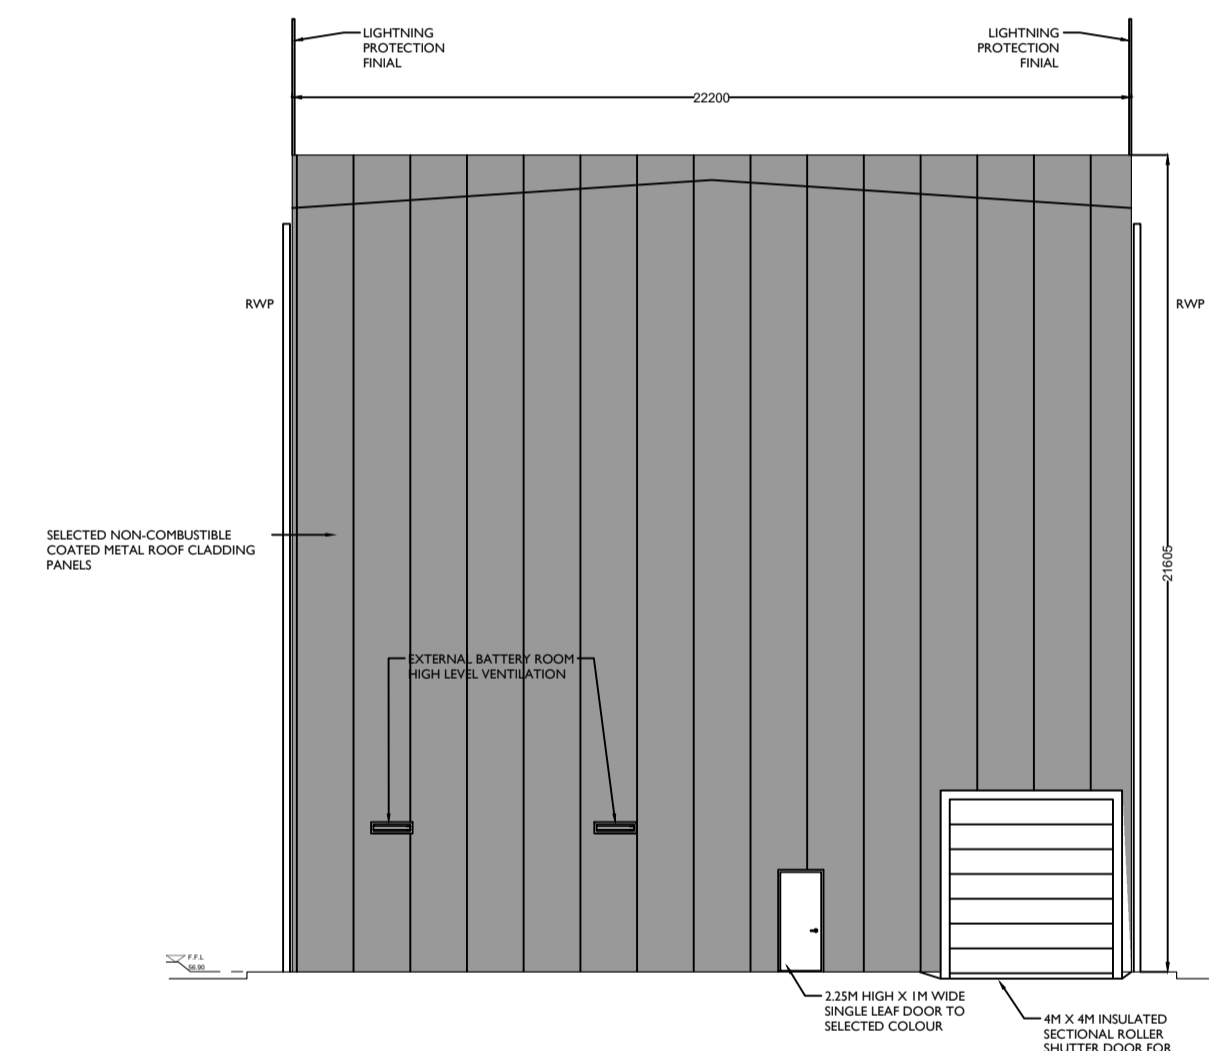 LIGHTNING
PROTECTION
FINIAL
LIGHTNING
PROTECTION
FINIAL
22200
RWP
RWP
SELECTED NON-COMBUSTIBLE
COATED METAL ROOF CLADDING
PANELS
21605
EXTERNAL BATTERY ROOM
HIGH LEVEL VENTILATION
F.F.L
56.90
2.25M HIGH X 1M WIDE
SINGLE LEAF DOOR TO
SELECTED COLOUR
4M X 4M INSULATED
SECTIONAL ROLLER
SHUTTER DOOR FOR